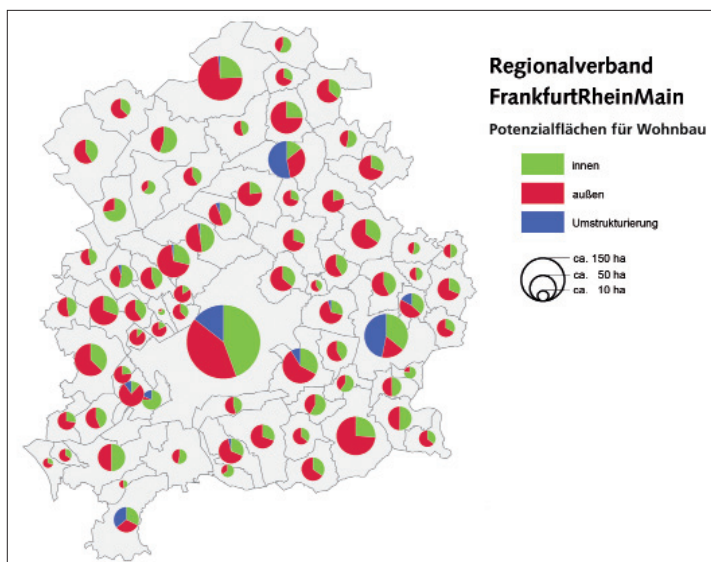 Regionalverband
FrankfurtRheinMain
Potenzialflächen für Wohnbau
innen
außen
Umstrukturierung
ca. 150 ha
ca. 50 ha
ca. 10 ha